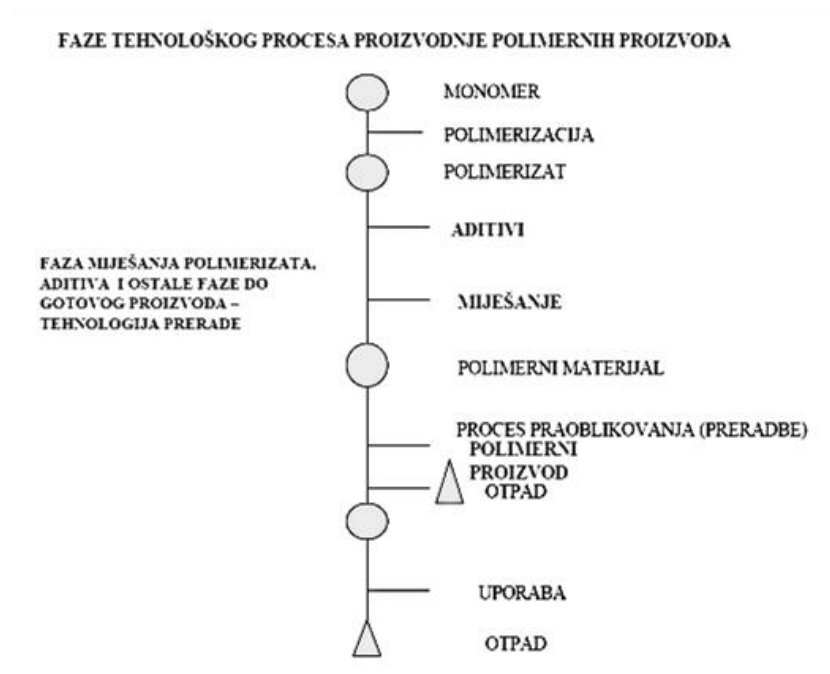 FAZE TEHNOLOŠKOG PROCESA PROIZVODNJE POLIMERNIH PROIZVODA
MONOMER
POLIMERIZACIJA
POLIMERIZAT
ADITIVI
FAZA MIJEŠANJA POLIMERIZATA,
ADITIVA I OSTALE FAZE DO
GOTOVOG PROIZVODA –
TEHNOLOGIJA PRERADE
MIJEŠANJE
POLIMERNI MATERIJAL
PROCES PRAOBLIKOVANJA (PRERADBE)
POLIMERNI
PROIZVOD
OTPAD
UPORABA
OTPAD